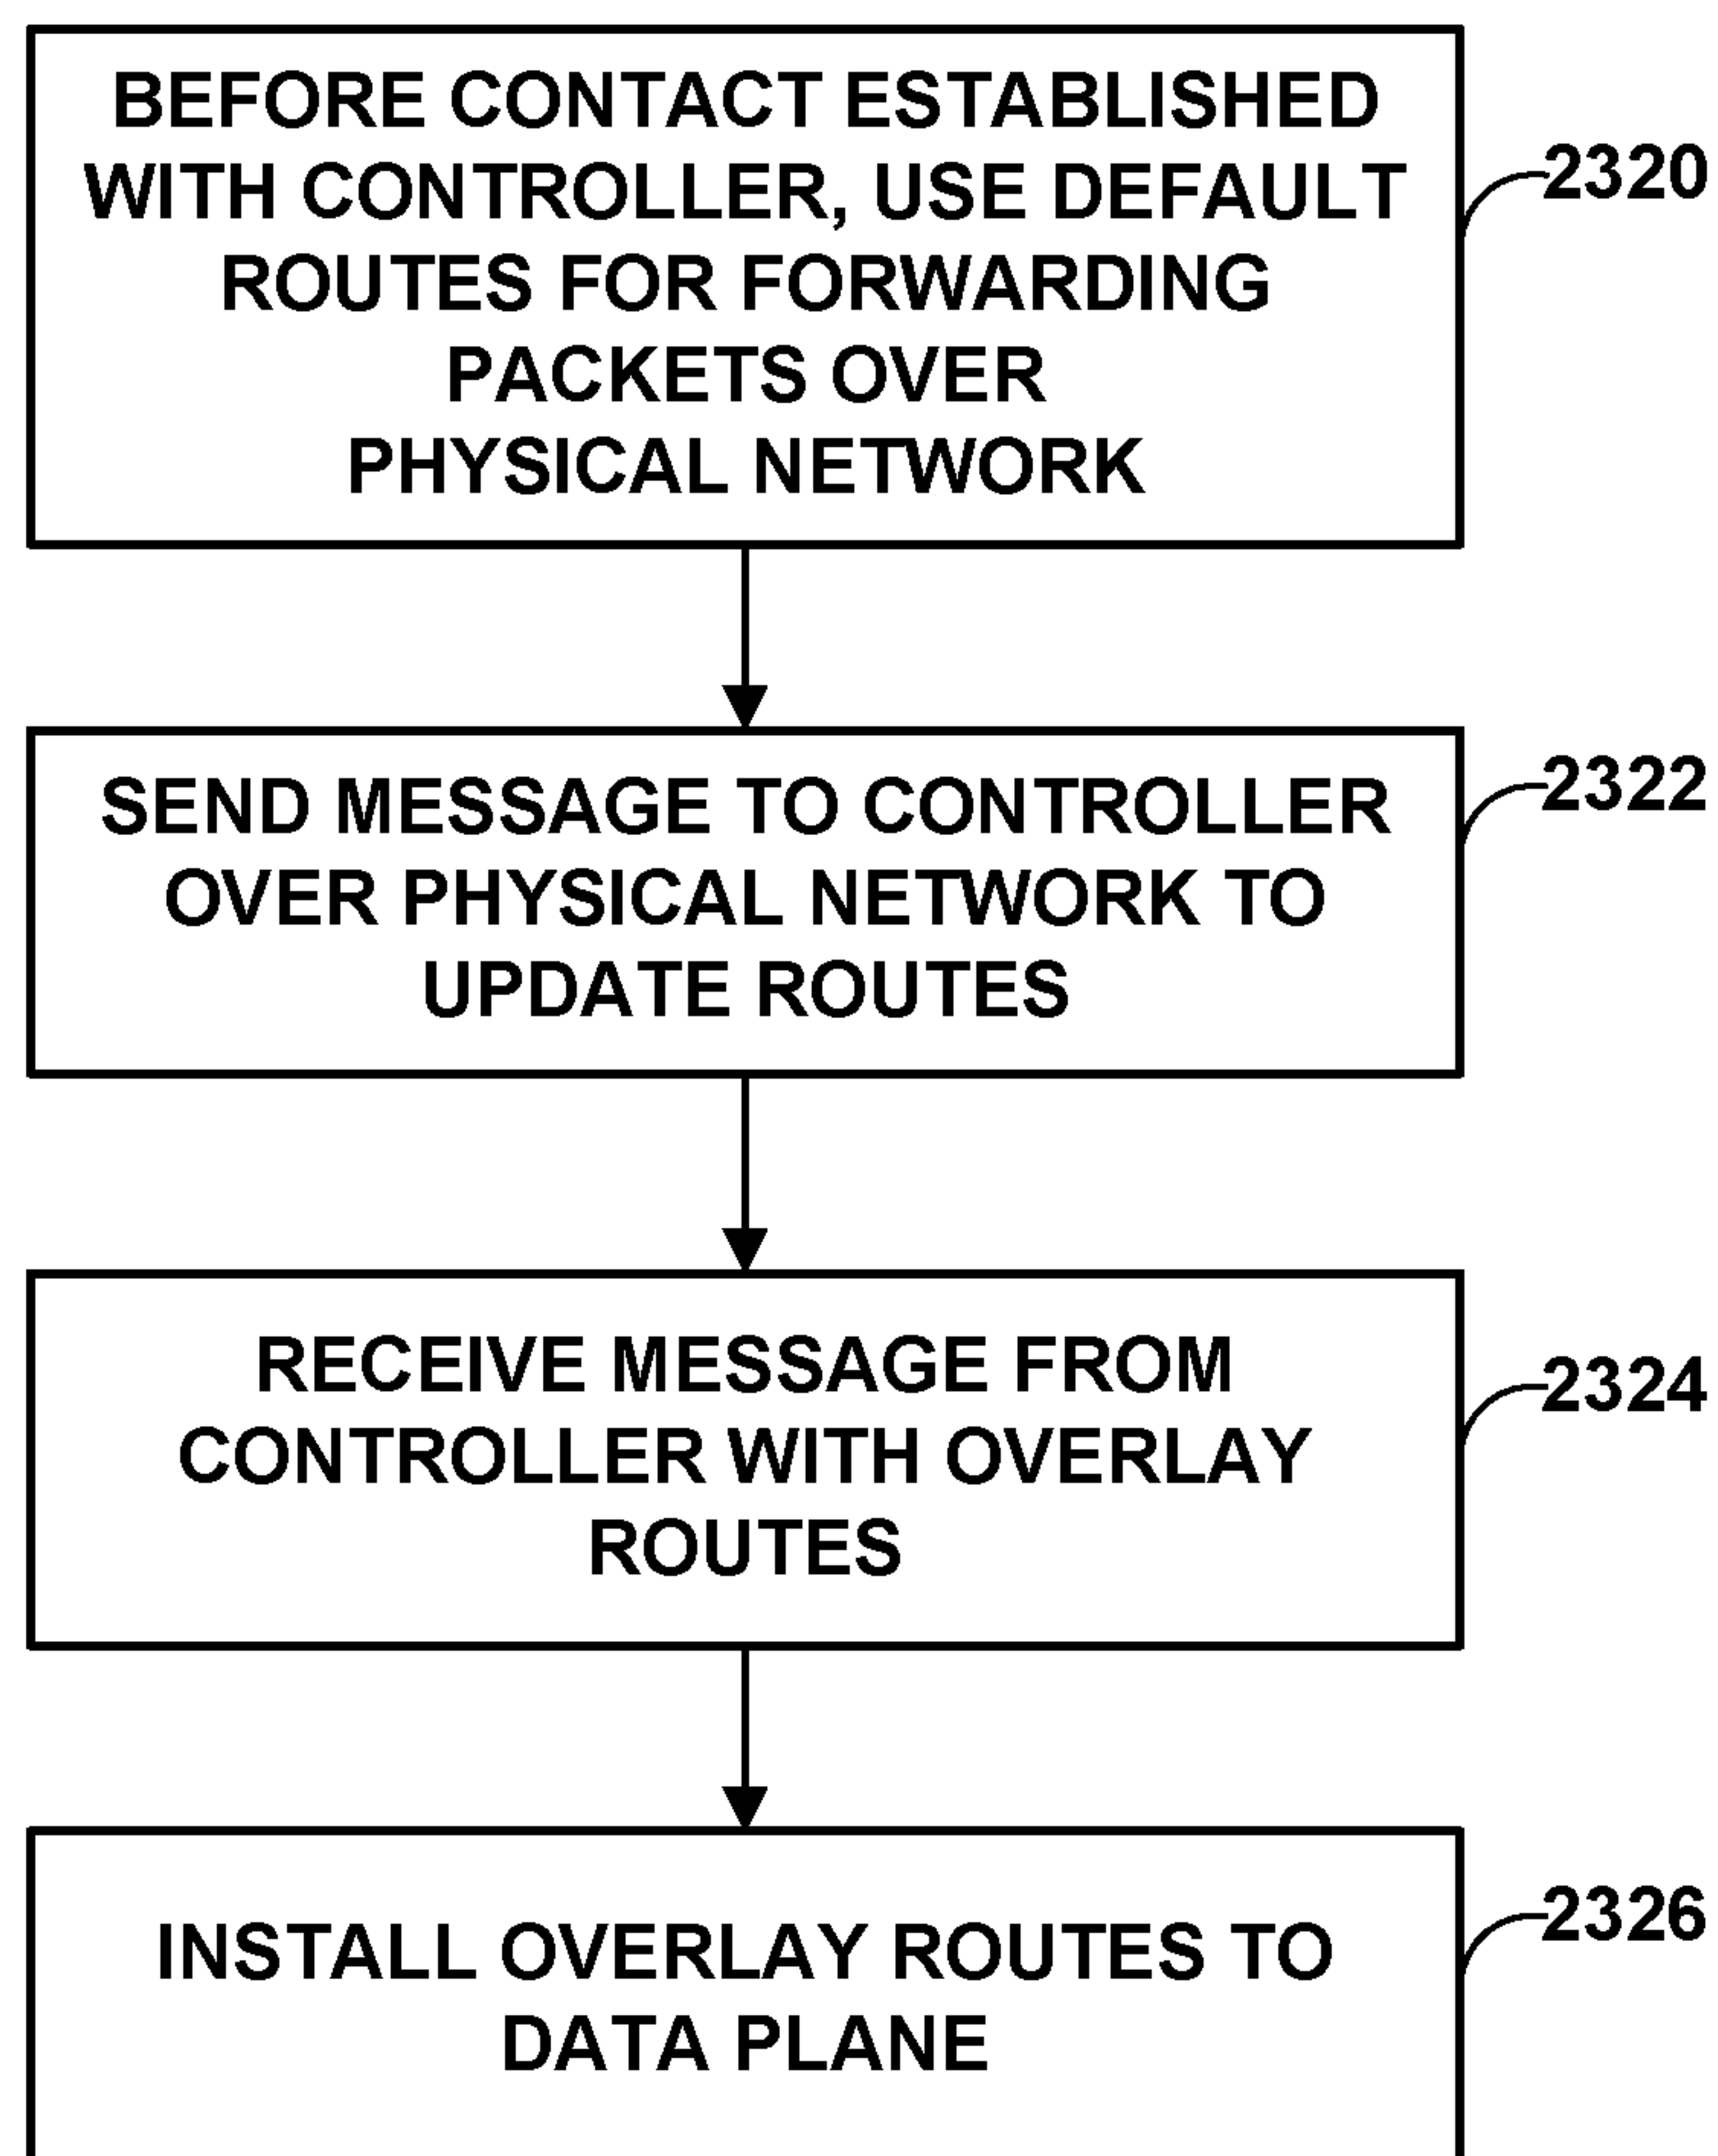 BEFORE CONTACT ESTABLISHED
WITH CONTROLLER, USE DEFAULT
ROUTES FOR FORWARDING
PACKETS OVER
PHYSICAL NETWORK
2320
SEND MESSAGE TO CONTROLLER
OVER PHYSICAL NETWORK TO
UPDATE ROUTES
2322
RECEIVE MESSAGE FROM
CONTROLLER WITH OVERLAY
ROUTES
2324
INSTALL OVERLAY ROUTES TO
DATA PLANE
2326